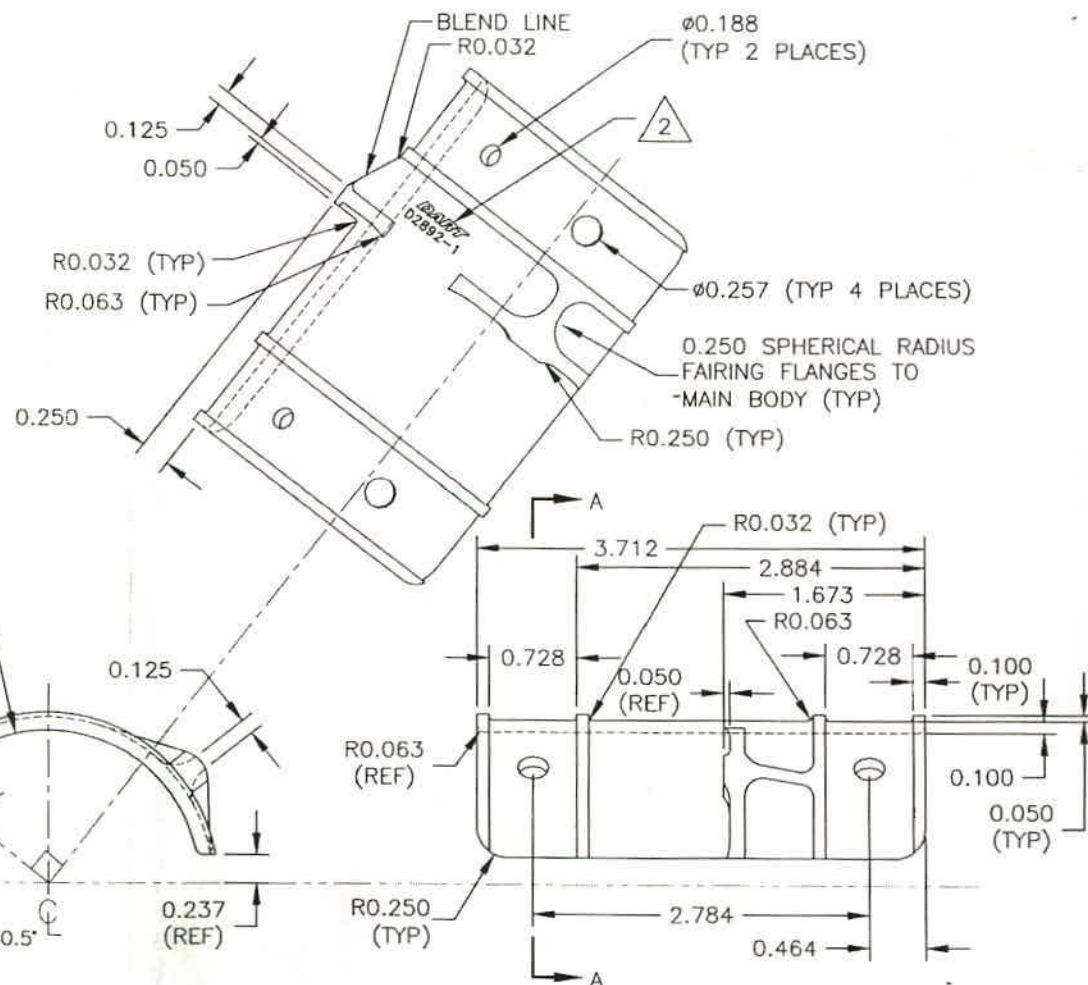 BLEND LINE
R0.032
ø0.188
(TYP 2 PLACES)
2
0.125
0.050
DART
D2892-1
R0.032 (TYP)
R0.063 (TYP)
ø0.257 (TYP 4 PLACES)
0.250 SPHERICAL RADIUS
FAIRING FLANGES TO
MAIN BODY (TYP)
0.250
R0.250 (TYP)
A
R0.032 (TYP)
3.712
2.884
1.673
R0.063
0.125
0.728
0.050
(REF)
0.728
0.100
(TYP)
R0.063
(REF)
0.100
0.050
(TYP)
0.237
(REF)
R0.250
(TYP)
2.784
0.464
0.5°
A